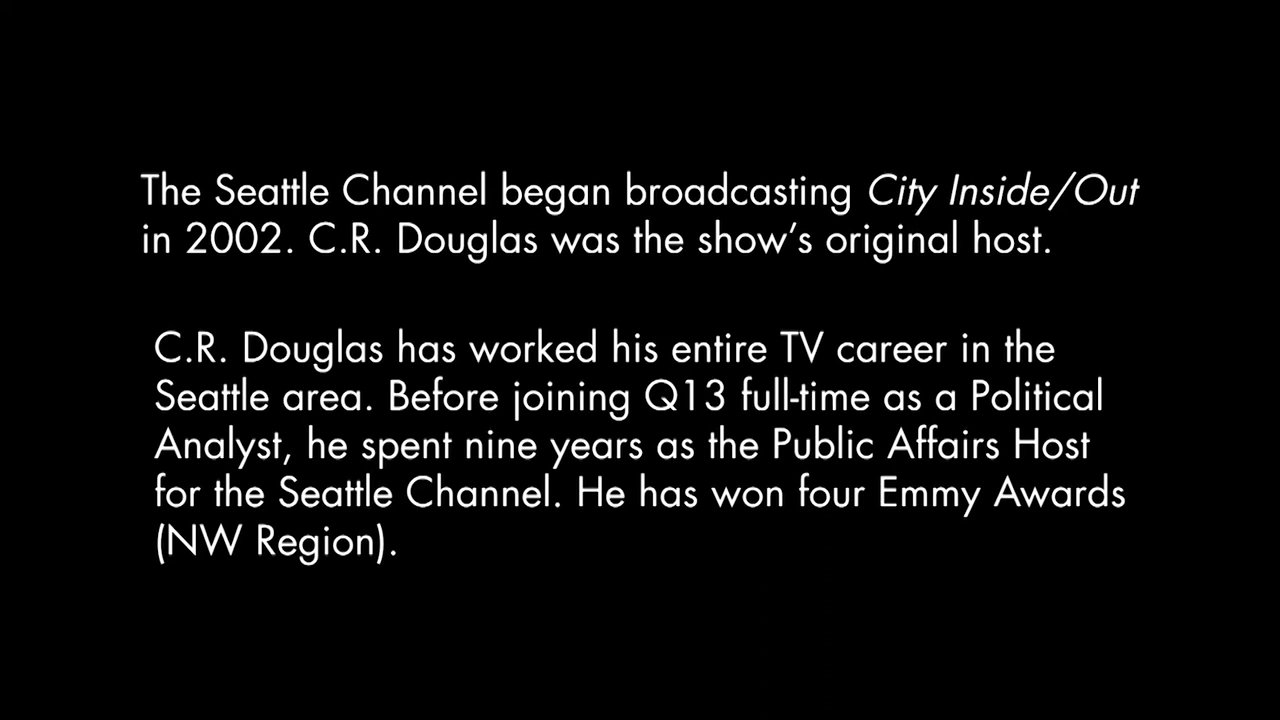 The Seattle Channel began broadcasting City Inside/Out
in 2002. C.R. Douglas was the show’s original host.
C.R. Douglas has worked his entire TV career in the
Seattle area. Before joining Q13 full-time as a Political
Analyst, he spent nine years as the Public Affairs Host
for the Seattle Channel. He has won four Emmy Awards
(NW Region).